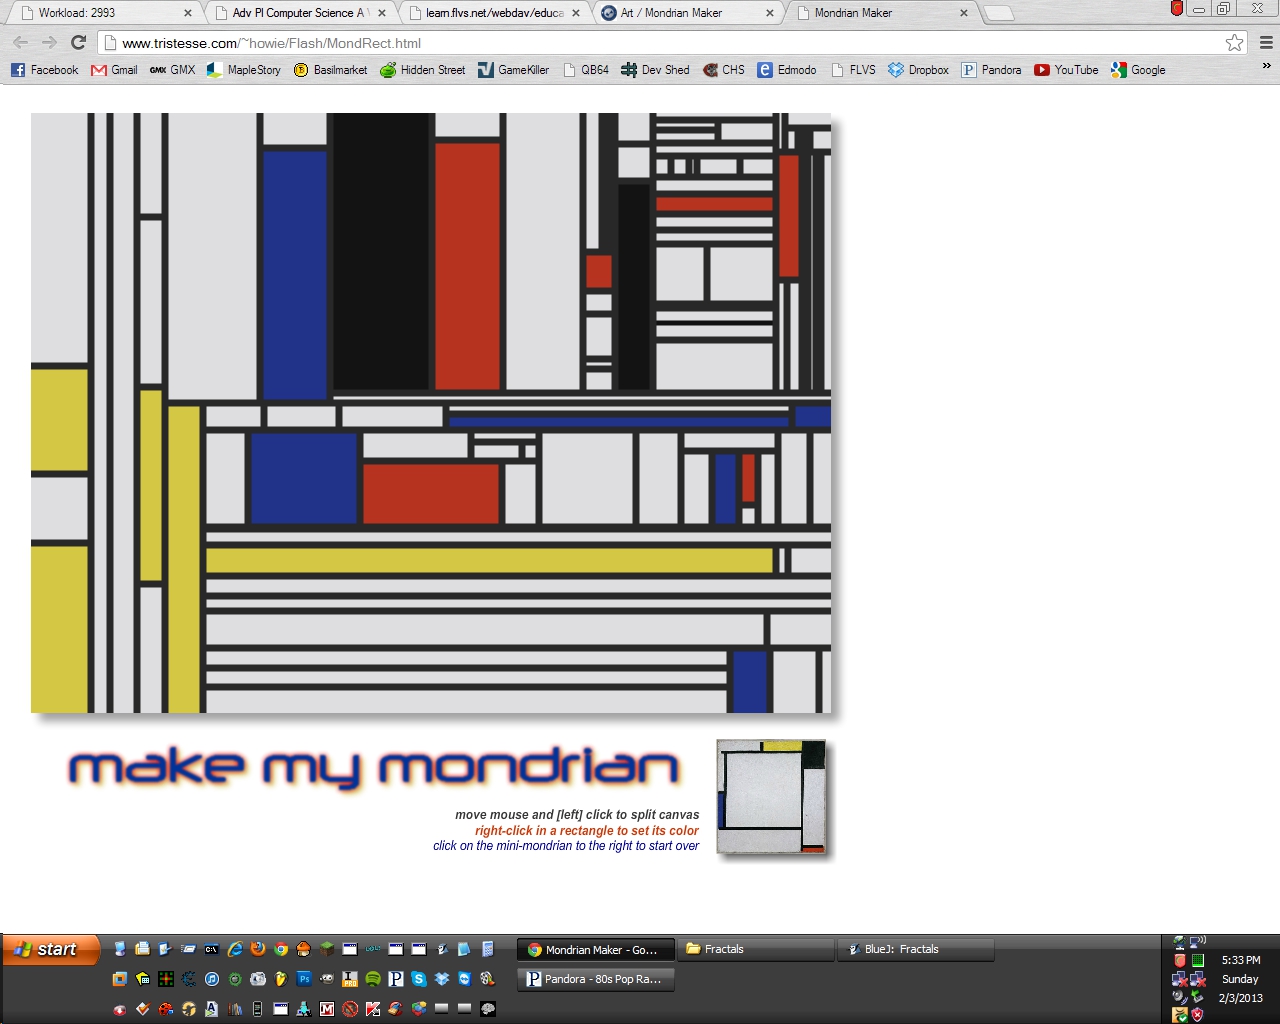 Workload: 2993
Adv Pl Computer Science A V
learn.flvs.net/webdav/educa
Art / Mondrian Maker
Mondrian Maker
www.tristesse.com/~howie/Flash/MondRect.html
Facebook
Gmail
GMX GMX
MapleStory
Basilmarket
Hidden Street
GameKiller
QB64
Dev Shed
CHS
Edmodo
FLVS
Dropbox
Pandora
YouTube
Google
»
make my mondrian
move mouse and [left] click to split canvas
right-click in a rectangle to set its color
click on the mini-mondrian to the right to start over
start
Mondrian Maker - Go...
Fractals
BlueJ: Fractals
Pandora - 80s Pop Ra...
5:33 PM
Sunday
2/3/2013